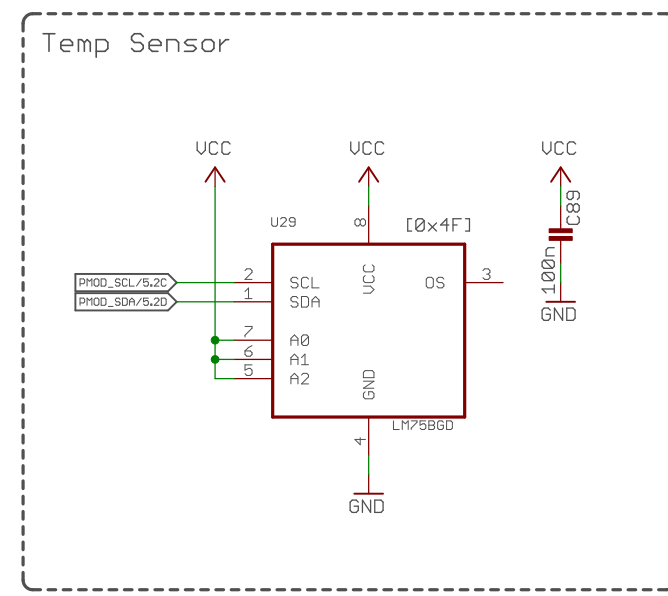 Temp Sensor
VCC
VCC
VCC
U29
8
[0x4F]
C89
100n
GND
PMOD_SCL/5.2C
PMOD_SDA/5.2D
2
1
7
6
5
SCL
SDA
A0
A1
A2
VCC
GND
OS
3
LM75BGD
4
GND